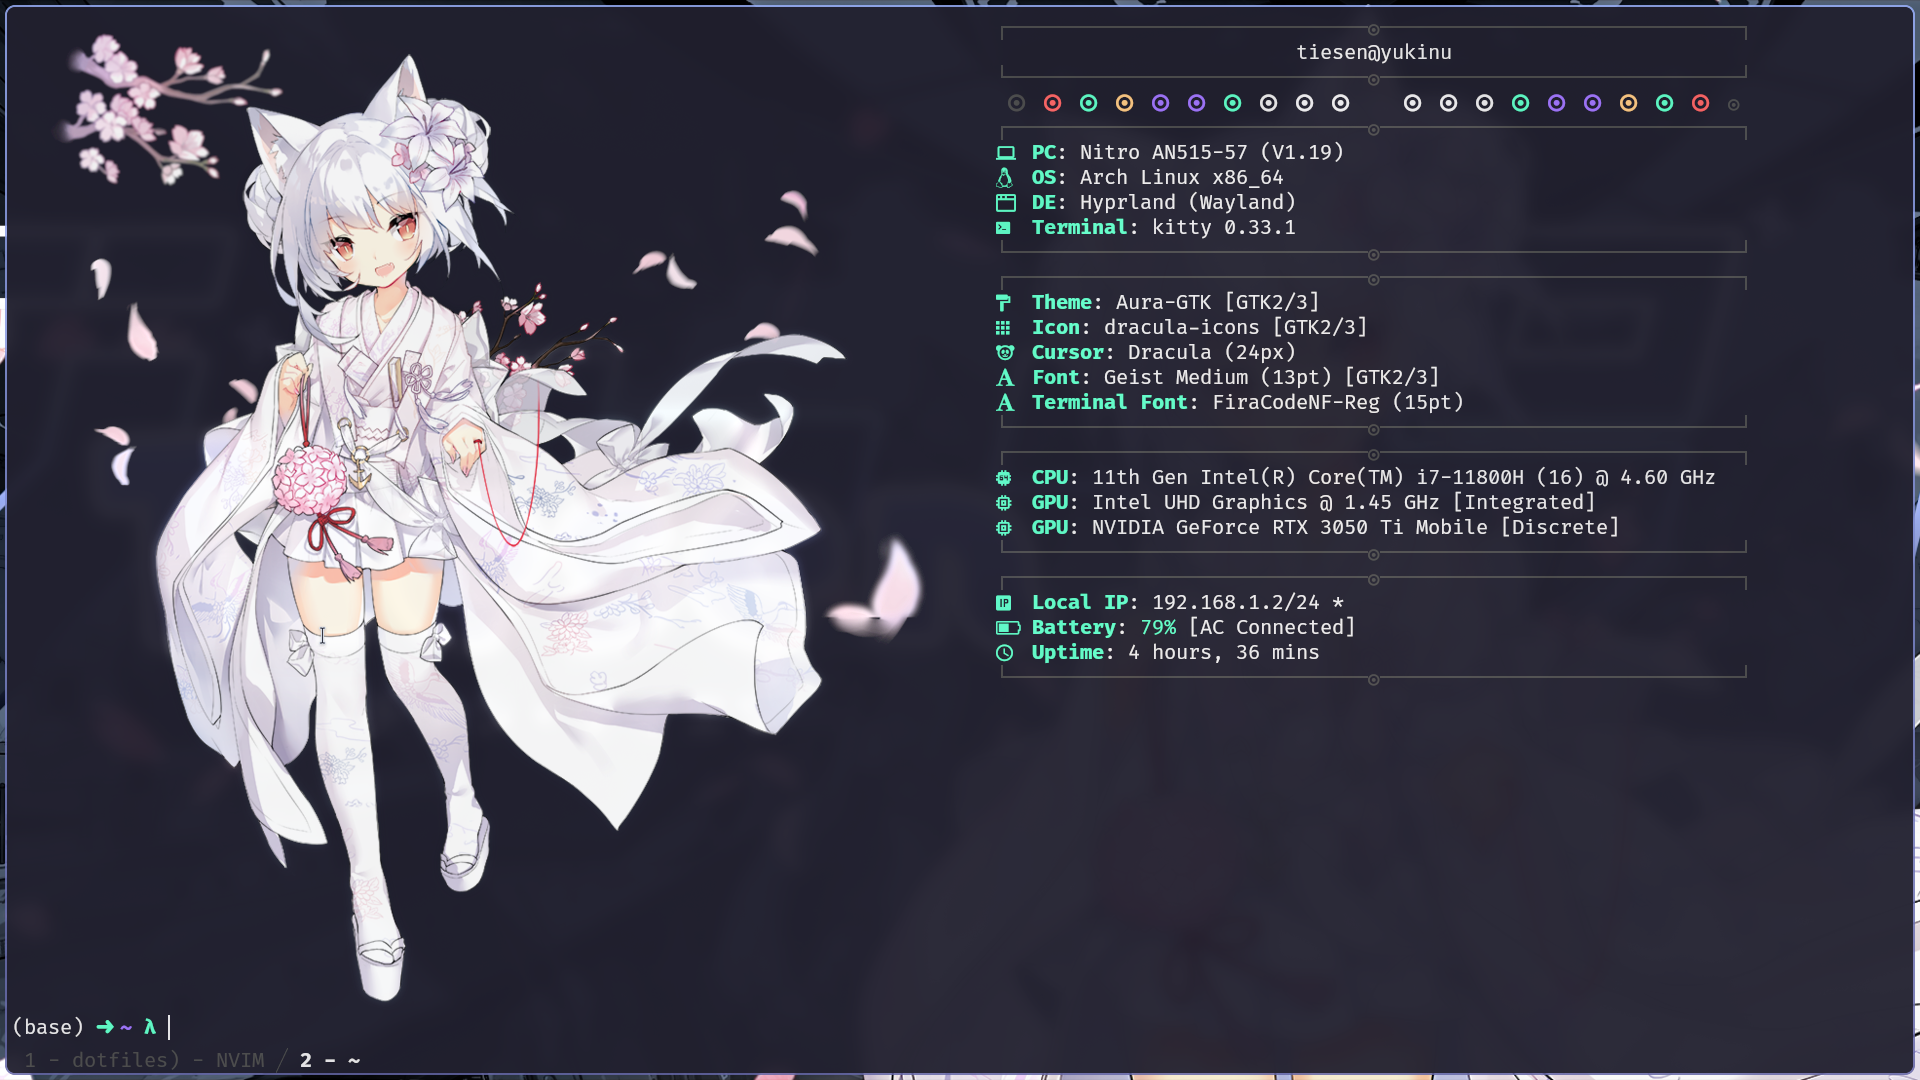 tiesen@yukinu
PC: Nitro AN515-57 (V1.19)
OS: Arch Linux x86_64
DE: Hyprland (Wayland)
Terminal: kitty 0.33.1
Theme: Aura-GTK [GTK2/3]
Icon: dracula-icons [GTK2/3]
Cursor: Dracula (24px)
Font: Geist Medium (13pt) [GTK2/3]
Terminal Font: FiraCodeNF-Reg (15pt)
CPU: 11th Gen Intel(R) Core(TM) i7-11800H (16) @ 4.60 GHz
GPU: Intel UHD Graphics @ 1.45 GHz [Integrated]
GPU: NVIDIA GeForce RTX 3050 Ti Mobile [Discrete]
Local IP: 192.168.1.2/24 *
Battery: 79% [AC Connected]
Uptime: 4 hours, 36 mins
(base) ➜ ~ λ
1 - dotfiles) - NVIM / 2 - ~